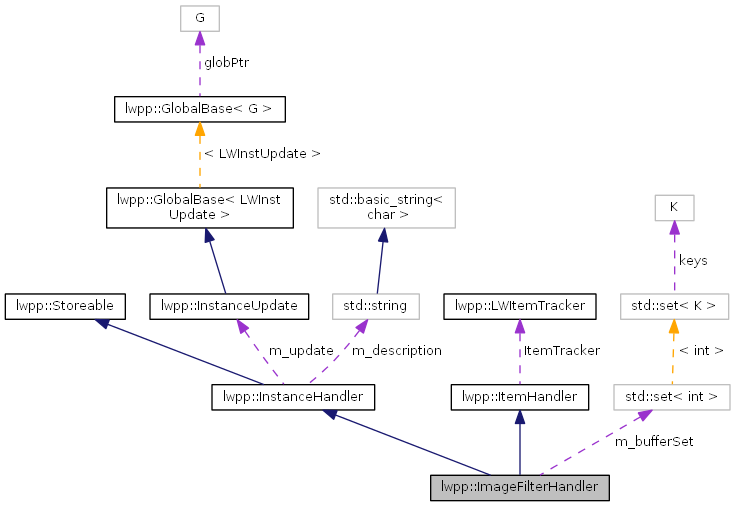 G
globPtr
lwpp::GlobalBase< G >
< LWInstUpdate >
lwpp::GlobalBase< LWInst
Update >
std::basic_string<
char >
K
keys
lwpp::Storeable
lwpp::InstanceUpdate
std::string
lwpp::LWItemTracker
std::set< K >
m_update
m_description
ItemTracker
< int >
lwpp::InstanceHandler
lwpp::ItemHandler
std::set< int >
m_bufferSet
lwpp::ImageFilterHandler